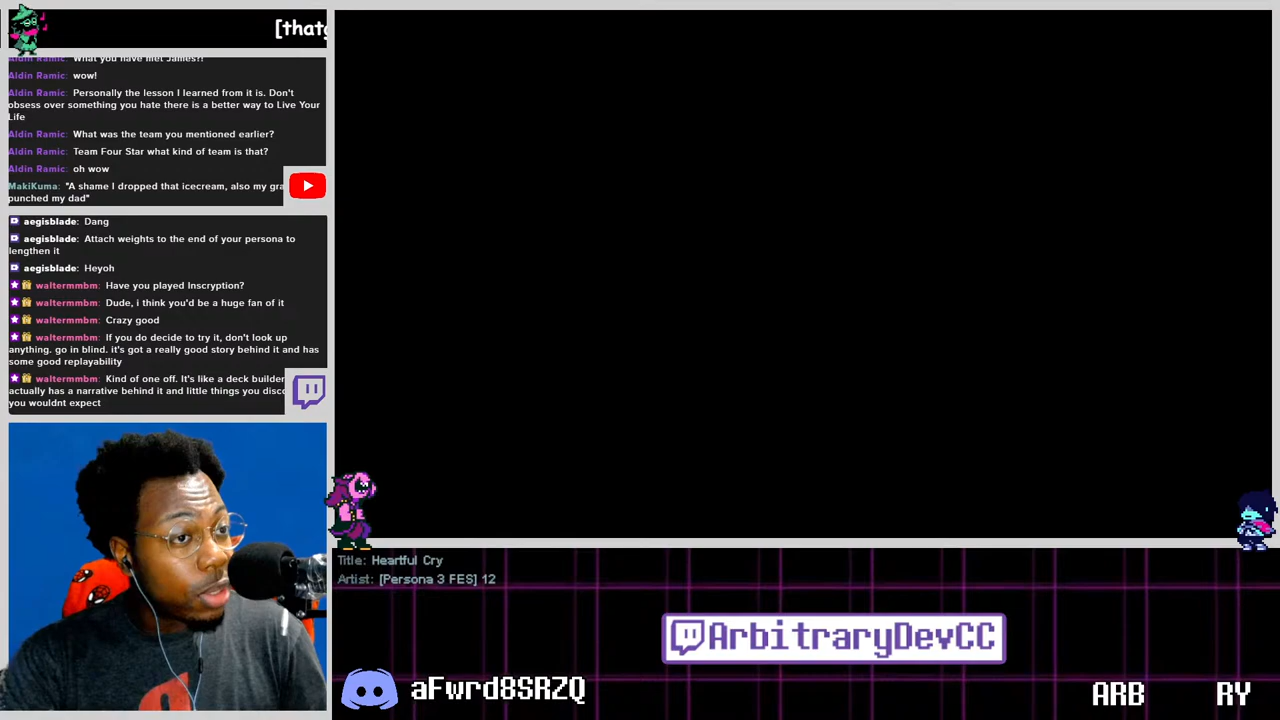 [thatg
Aldin Ramic: What you have met James?!
Aldin Ramic: wow!
Aldin Ramic: Personally the lesson I learned from it is. Don't
obsess over something you hate there is a better way to Live Your
Life
Aldin Ramic: What was the team you mentioned earlier?
Aldin Ramic: Team Four Star what kind of team is that?
Aldin Ramic: oh wow
MakiKuma: "A shame I dropped that icecream, also my gra
punched my dad"
aegisblade: Dang
aegisblade: Attach weights to the end of your persona to
lengthen it
aegisblade: Heyoh
waltermmbm: Have you played Inscryption?
waltermmbm: Dude, i think you'd be a huge fan of it
waltermmbm: Crazy good
waltermmbm: If you do decide to try it, don't look up
anything. go in blind. it's got a really good story behind it and has
some good replayability
waltermmbm: Kind of one off. It's like a deck builder
actually has a narrative behind it and little things you disc
you wouldnt expect
Title: Heartful Cry
Artist: [Persona 3 FES] 12
@ArbitraryDevCC
aFwrd8SRZQ
ARB RY